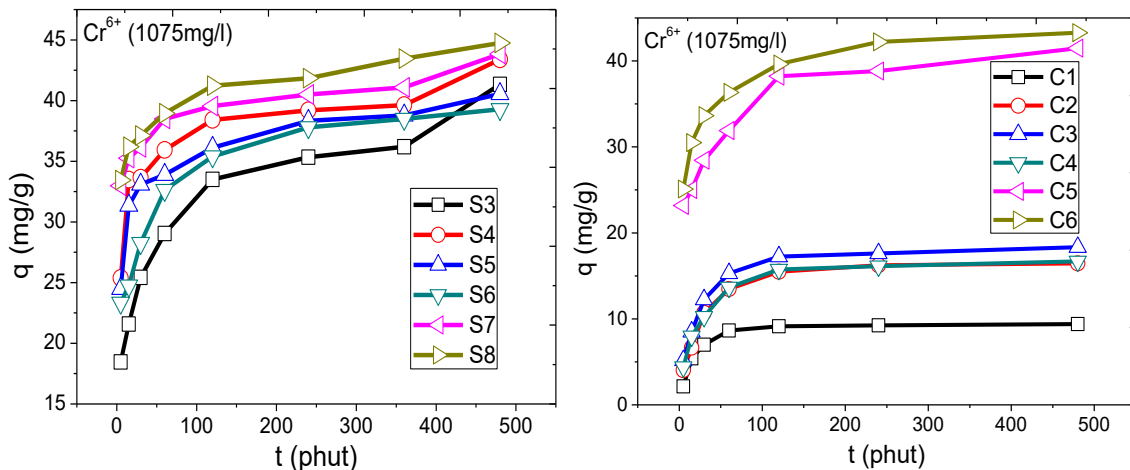 Cr⁶⁺ (1075mg/l)
q (mg/g)
45
40
35
30
25
20
15
S3
S4
S5
S6
S7
S8
0 100 200 300 400 500
t (phut)
Cr⁶⁺ (1075mg/l)
q (mg/g)
40
30
20
10
0
C1
C2
C3
C4
C5
C6
0 100 200 300 400 500
t (phut)